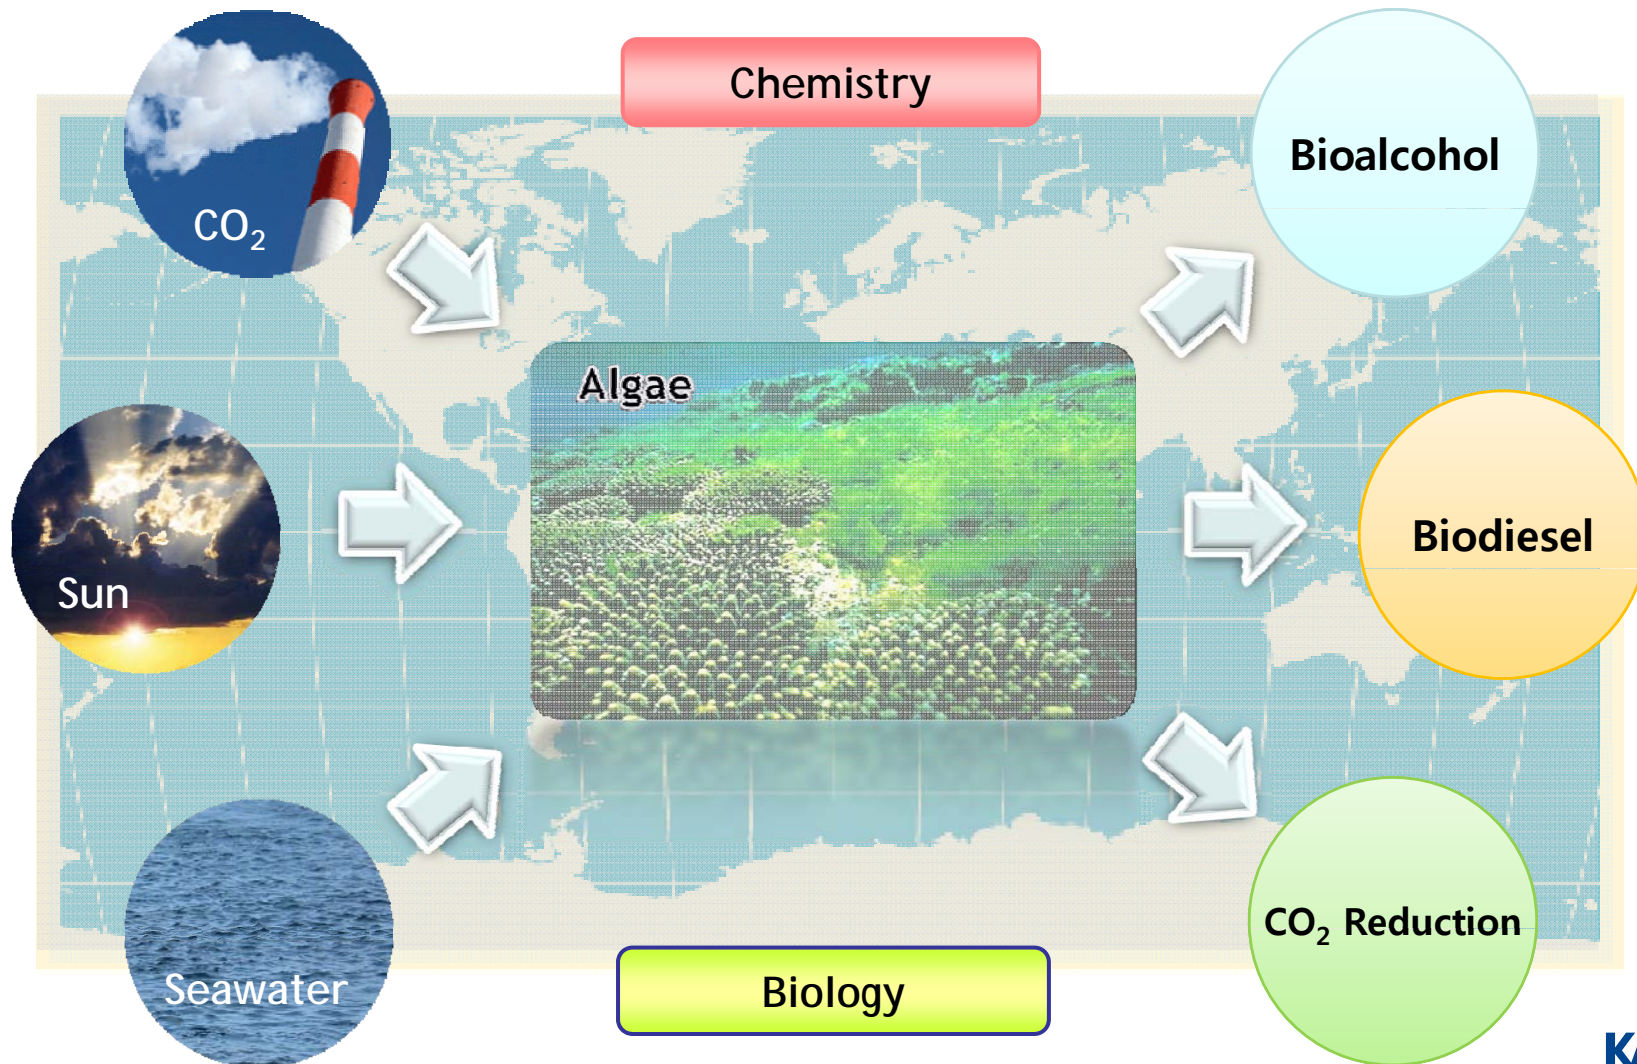 Chemistry
CO₂
Bioalcohol
Algae
Sun
Biodiesel
CO₂ Reduction
Seawater
Biology